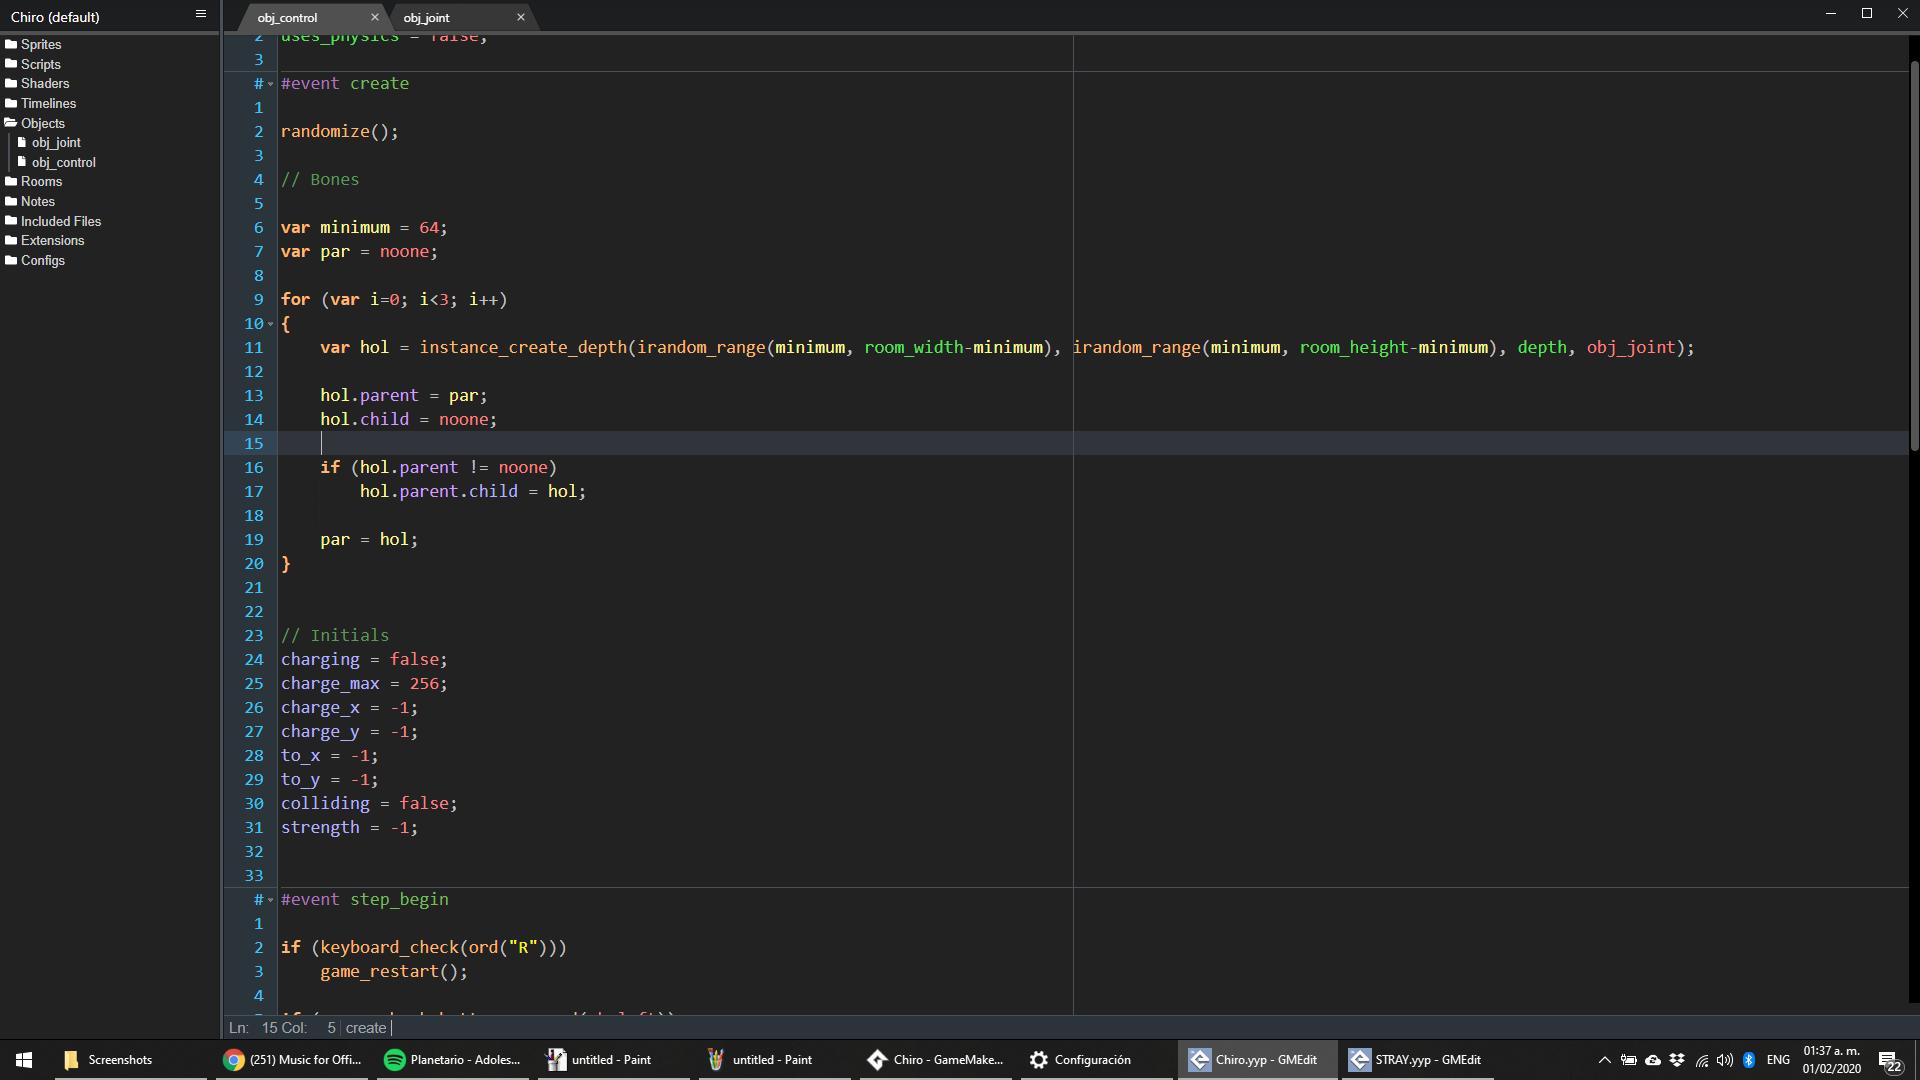 Chiro (default)
obj_control
obj_joint
Sprites
Scripts
Shaders
Timelines
Objects
obj_joint
obj_control
Rooms
Notes
Included Files
Extensions
Configs
2 uses_physics = false;
3
# #event create
1
2 randomize();
3
4 // Bones
5
6 var minimum = 64;
7 var par = noone;
8
9 for (var i=0; i<3; i++)
10 {
11 var hol = instance_create_depth(irandom_range(minimum, room_width-minimum), irandom_range(minimum, room_height-minimum), depth, obj_joint);
12
13 hol.parent = par;
14 hol.child = noone;
15
16 if (hol.parent != noone)
17 hol.parent.child = hol;
18
19 par = hol;
20 }
21
22
23 // Initials
24 charging = false;
25 charge_max = 256;
26 charge_x = -1;
27 charge_y = -1;
28 to_x = -1;
29 to_y = -1;
30 colliding = false;
31 strength = -1;
32
33
# #event step_begin
1
2 if (keyboard_check(ord("R")))
3 game_restart();
4
Ln: 15 Col: 5 create
Screenshots
(251) Music for Offi...
Planetario - Adoles...
untitled - Paint
untitled - Paint
Chiro - GameMake...
Configuración
Chiro.yyp - GMEdit
STRAY.yyp - GMEdit
ENG
01:37 a. m.
01/02/2020
22